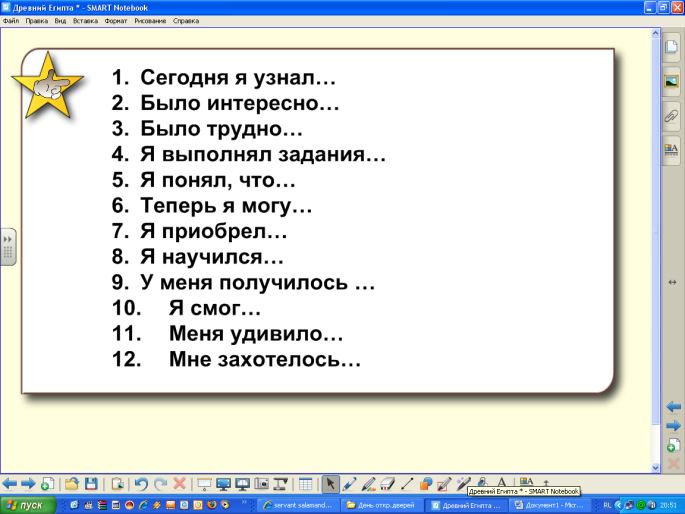 Древний Египта * - SMART Notebook
Файл Правка Вид Вставка Формат Рисование Справка
1. Сегодня я узнал…
2. Было интересно…
3. Было трудно…
4. Я выполнял задания…
5. Я понял, что…
6. Теперь я могу…
7. Я приобрел…
8. Я научился…
9. У меня получилось …
10. Я смог…
11. Меня удивило…
12. Мне захотелось…
Древний Египта * - SMART Notebook
пуск
servant salamand...
День откр.дверей
Древний Египта ...
Документ1 - Micr...
20:51